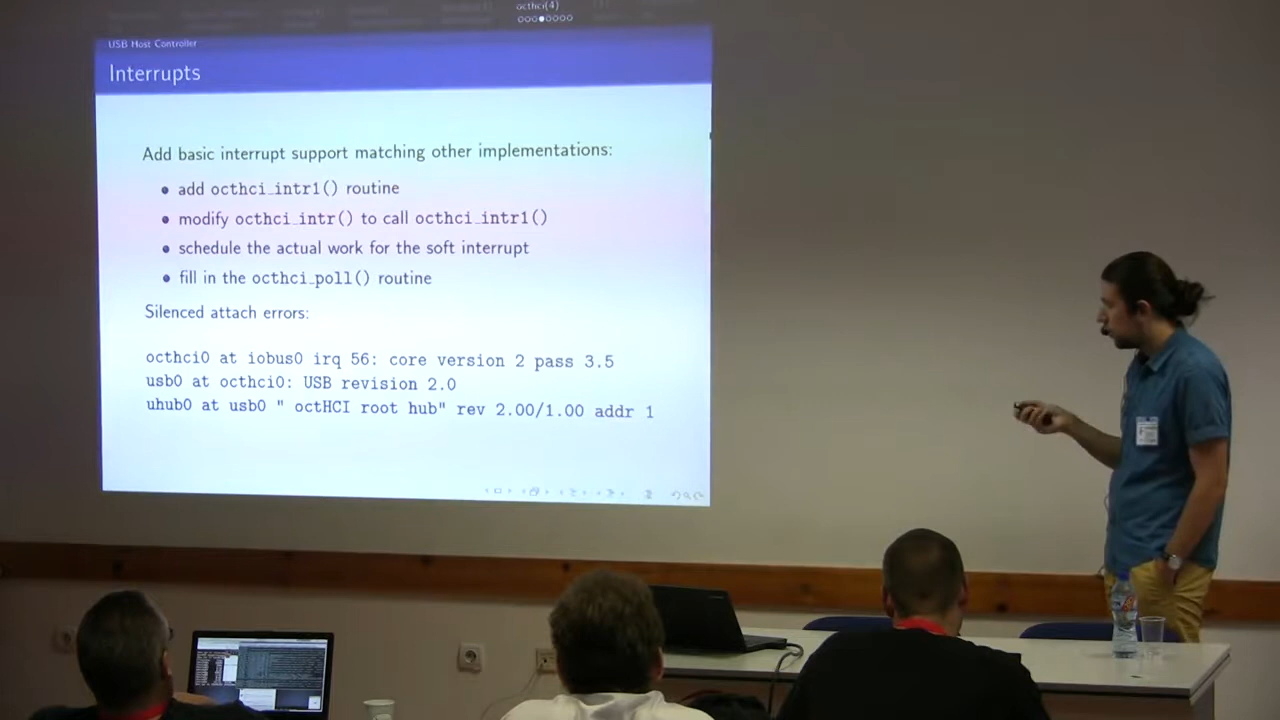 octhci(4)
USB Host Controller
Interrupts
Add basic interrupt support matching other implementations:
• add octhci_intr1() routine
• modify octhci_intr() to call octhci_intr1()
• schedule the actual work for the soft interrupt
• fill in the octhci_poll() routine
Silenced attach errors:
octhci0 at iobus0 irq 56: core version 2 pass 3.5
usb0 at octhci0: USB revision 2.0
uhub0 at usb0 " octHCI root hub" rev 2.00/1.00 addr 1